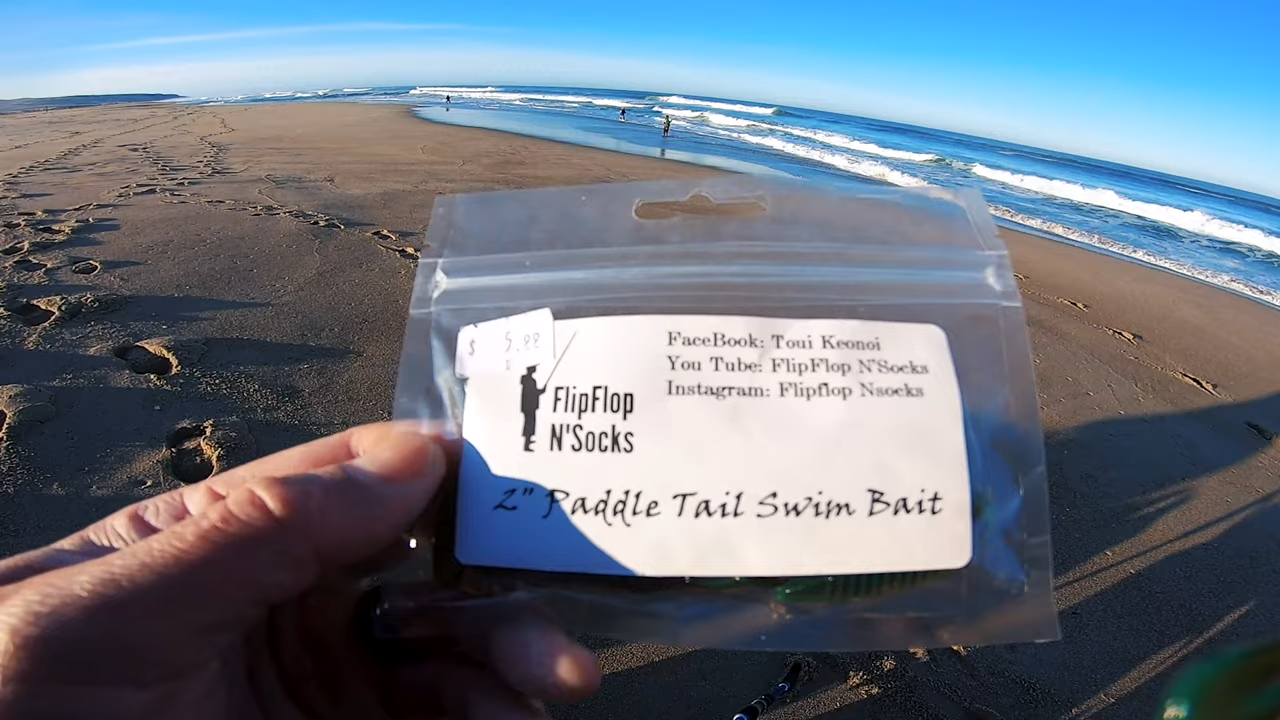 $ 5.88
FaceBook: Toui Keonoi
You Tube: FlipFlop N'Socks
Instagram: Flipflop Nsocks
FlipFlop
N'Socks
2" Paddle Tail Swim Bait